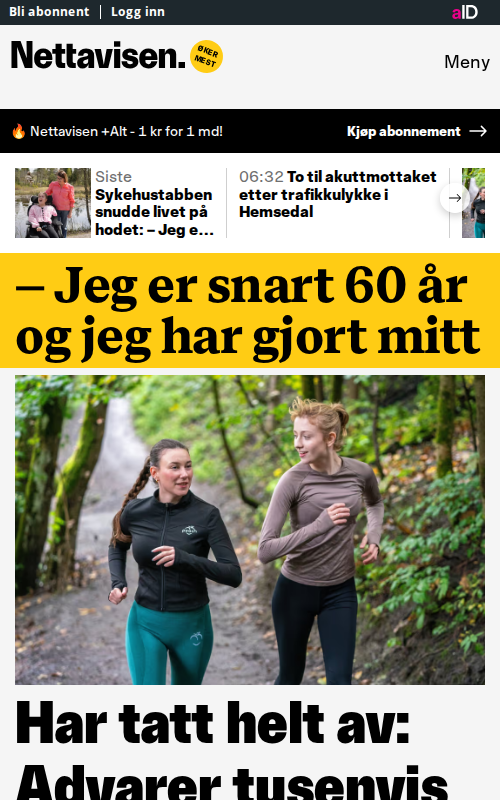 Bli abonnent
Logg inn
aID
Nettavisen.
ØKER
MEST
Meny
🔥 Nettavisen +Alt - 1 kr for 1 md!
Kjøp abonnement
Siste
Sykehustabben
snudde livet på
hodet: – Jeg e...
06:32 To til akuttmottaket
etter trafikkulykke i
Hemsedal
– Jeg er snart 60 år
og jeg har gjort mitt
Har tatt helt av:
Advarer tusenvis